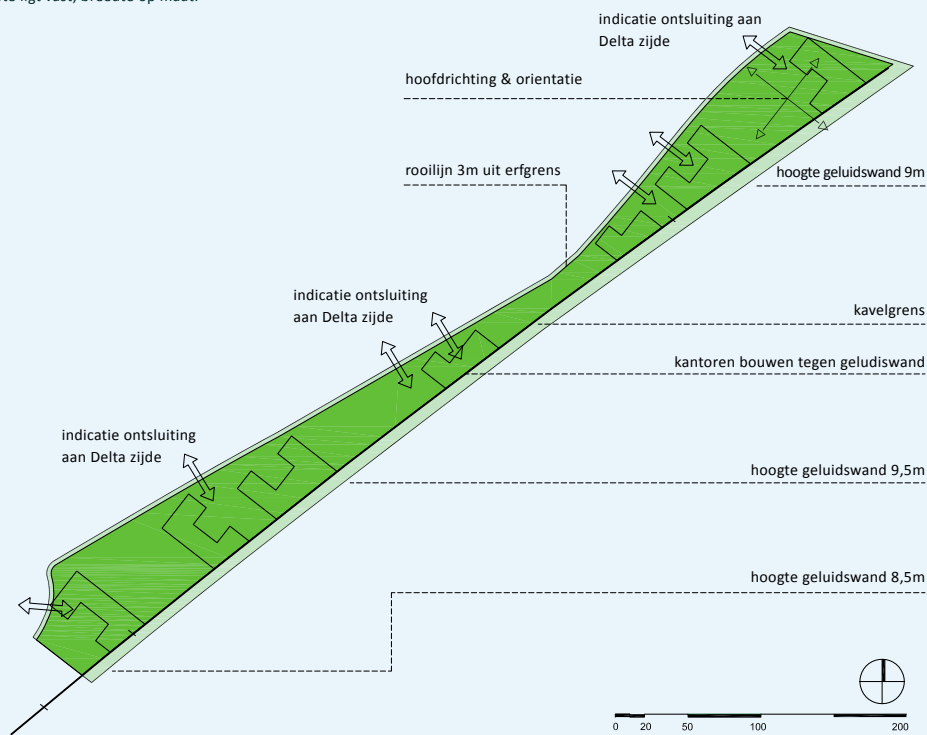 indicatie ontsluiting aan
Delta zijde
hoofdrichting & orientatie
rooilijn 3m uit erfgrens
hoogte geluidswand 9m
indicatie ontsluiting
aan Delta zijde
kavelgrens
kantoren bouwen tegen geludiswand
indicatie ontsluiting
aan Delta zijde
hoogte geluidswand 9,5m
hoogte geluidswand 8,5m
0 20 50 100 200